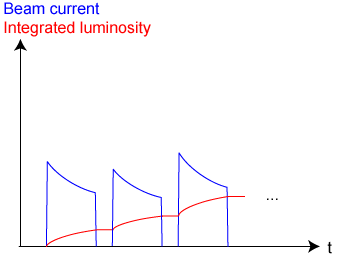 Beam current
Integrated luminosity
...
t